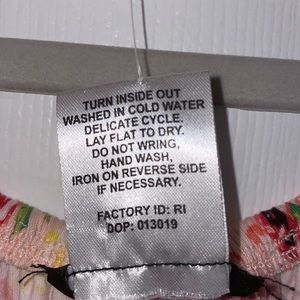 TURN INSIDE OUT
WASHED IN COLD WATER
DELICATE CYCLE.
LAY FLAT TO DRY.
DO NOT WRING,
HAND WASH,
IRON ON REVERSE SIDE
IF NECESSARY.
FACTORY ID: RI
DOP: 013019